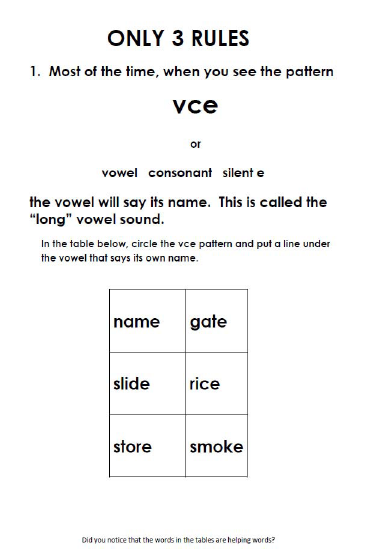 ONLY 3 RULES
1. Most of the time, when you see the pattern
vce
or
vowel consonant silent e
the vowel will say its name. This is called the
“long” vowel sound.
In the table below, circle the vce pattern and put a line under
the vowel that says its own name.
name gate
slide rice
store smoke
Did you notice that the words in the tables are helping words?